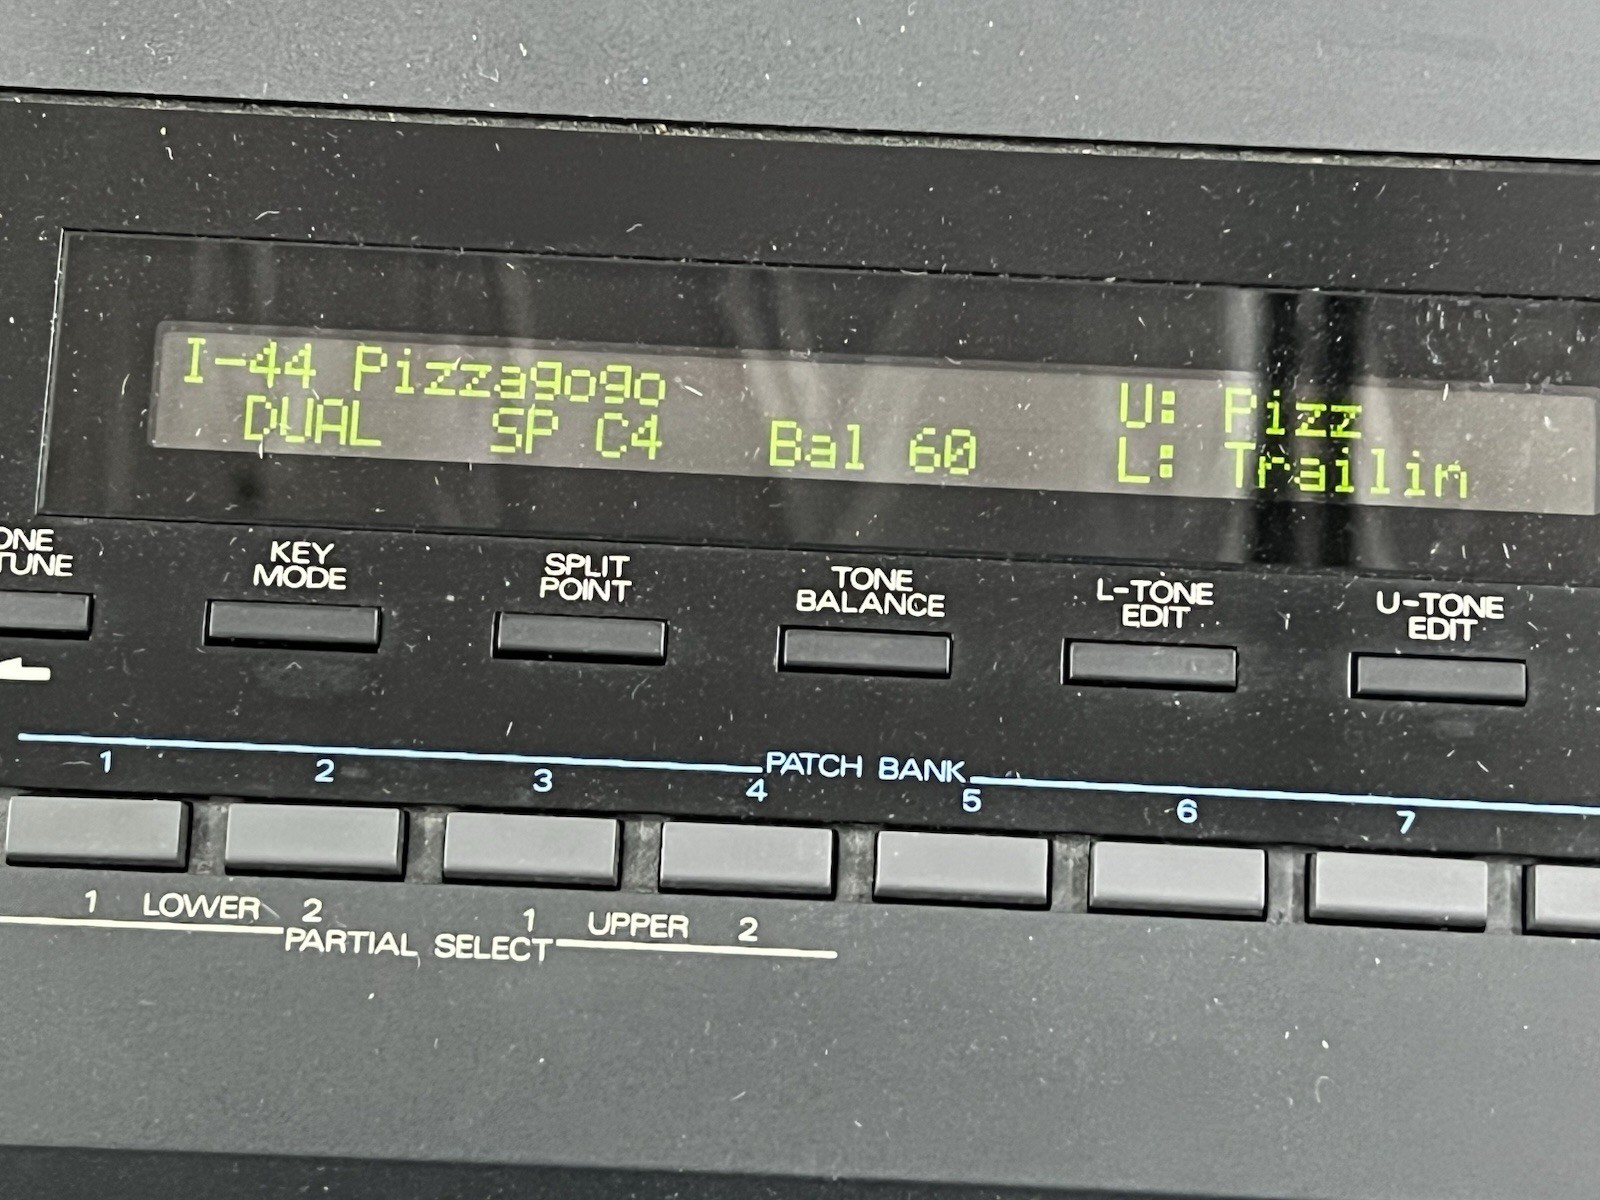 I-44 Pizzagogo U: Pizz
DUAL SP C4 Bal 60 L: Trailin
ONE
TUNE
KEY
MODE
SPLIT
POINT
TONE
BALANCE
L-TONE
EDIT
U-TONE
EDIT
PATCH BANK
1 2 3 4 5 6 7
1 LOWER 2 1 UPPER 2
PARTIAL SELECT